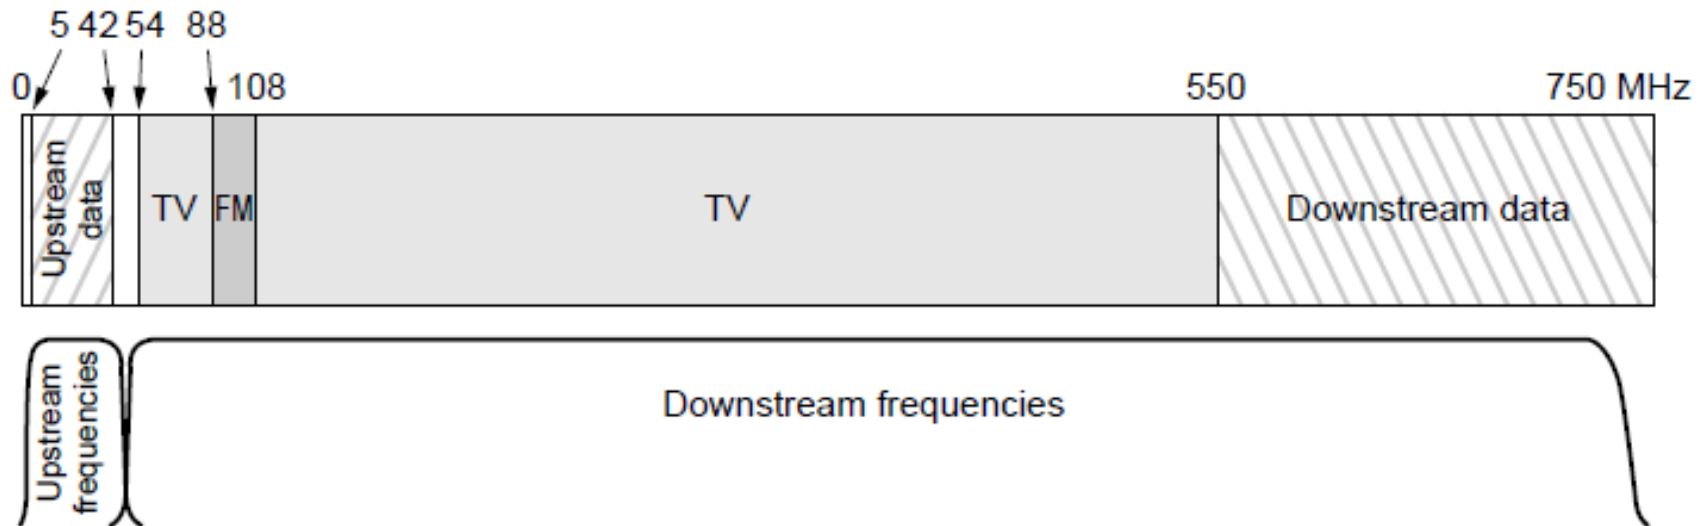 5 42 54 88
0 108 550 750 MHz
Upstream
data
TV FM TV Downstream data
Upstream
frequencies
Downstream frequencies